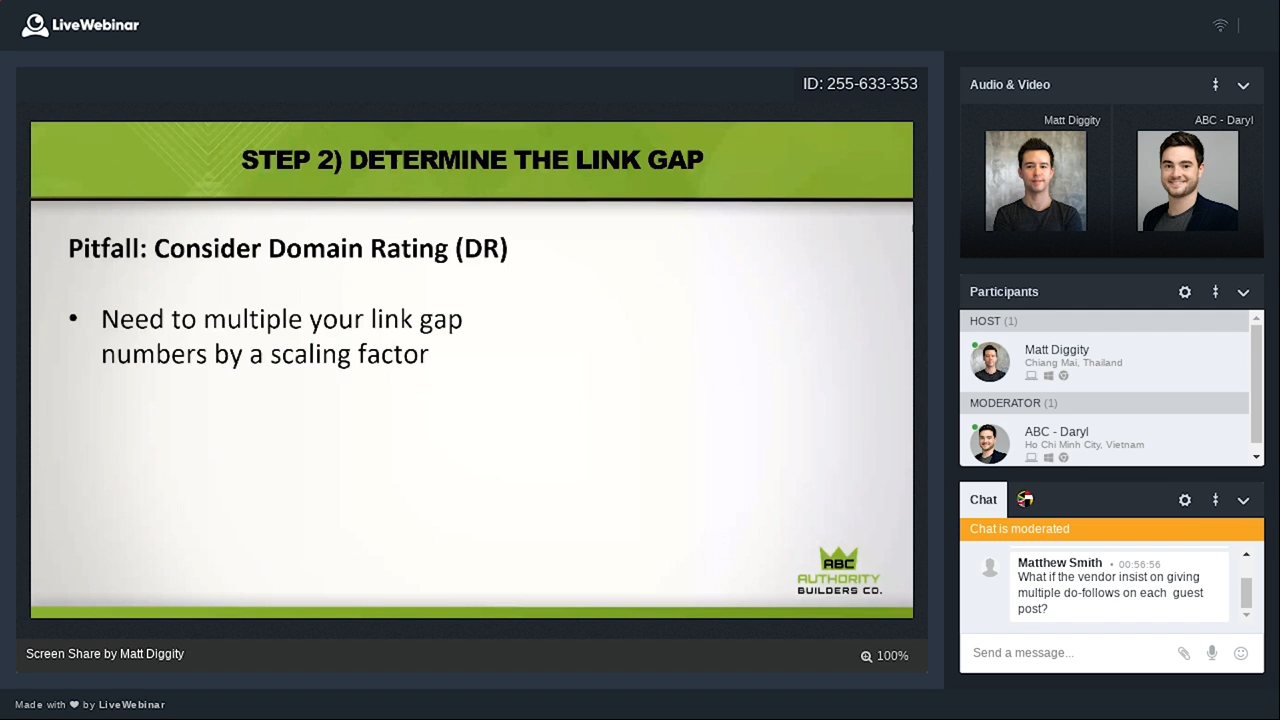 LiveWebinar
ID: 255-633-353
STEP 2) DETERMINE THE LINK GAP
Pitfall: Consider Domain Rating (DR)
• Need to multiple your link gap
numbers by a scaling factor
ABC
AUTHORITY
BUILDERS CO.
Screen Share by Matt Diggity
100%
Audio & Video
Matt Diggity
ABC - Daryl
Participants
HOST (1)
Matt Diggity
Chiang Mai, Thailand
MODERATOR (1)
ABC - Daryl
Ho Chi Minh City, Vietnam
Chat
Chat is moderated
Matthew Smith • 00:56:56
What if the vendor insist on giving
multiple do-follows on each guest
post?
Send a message...
Made with ❤ by LiveWebinar